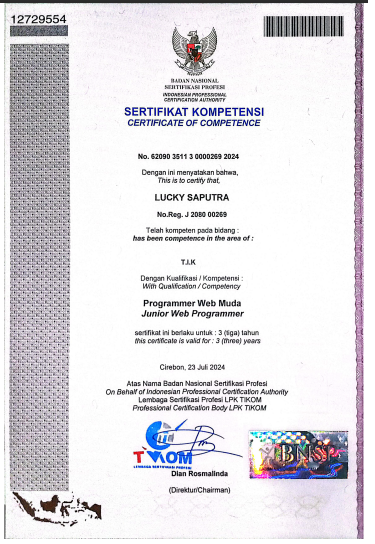 12729554
BADAN NASIONAL
SERTIFIKASI PROFESI
INDONESIAN PROFESSIONAL
CERTIFICATION AUTHORITY
SERTIFIKAT KOMPETENSI
CERTIFICATE OF COMPETENCE
No. 62090 3511 3 0000269 2024
Dengan ini menyatakan bahwa,
This is to certify that,
LUCKY SAPUTRA
No.Reg. J 2080 00269
Telah kompeten pada bidang :
has been competence in the area of :
T.I.K
Dengan Kualifikasi / Kompetensi :
With Qualification / Competency
Programmer Web Muda
Junior Web Programmer
sertifikat ini berlaku untuk : 3 (tiga) tahun
this certificate is valid for : 3 (three) years
Cirebon, 23 Juli 2024
Atas Nama Badan Nasional Sertifikasi Profesi
On Behalf of Indonesian Professional Certification Authority
Lembaga Sertifikasi Profesi LPK TIKOM
Professional Certification Body LPK TIKOM
TIKOM
LEMBAGA SERTIFIKASI PROFESI
BNSP
Dian Rosmalinda
(Direktur/Chairman)